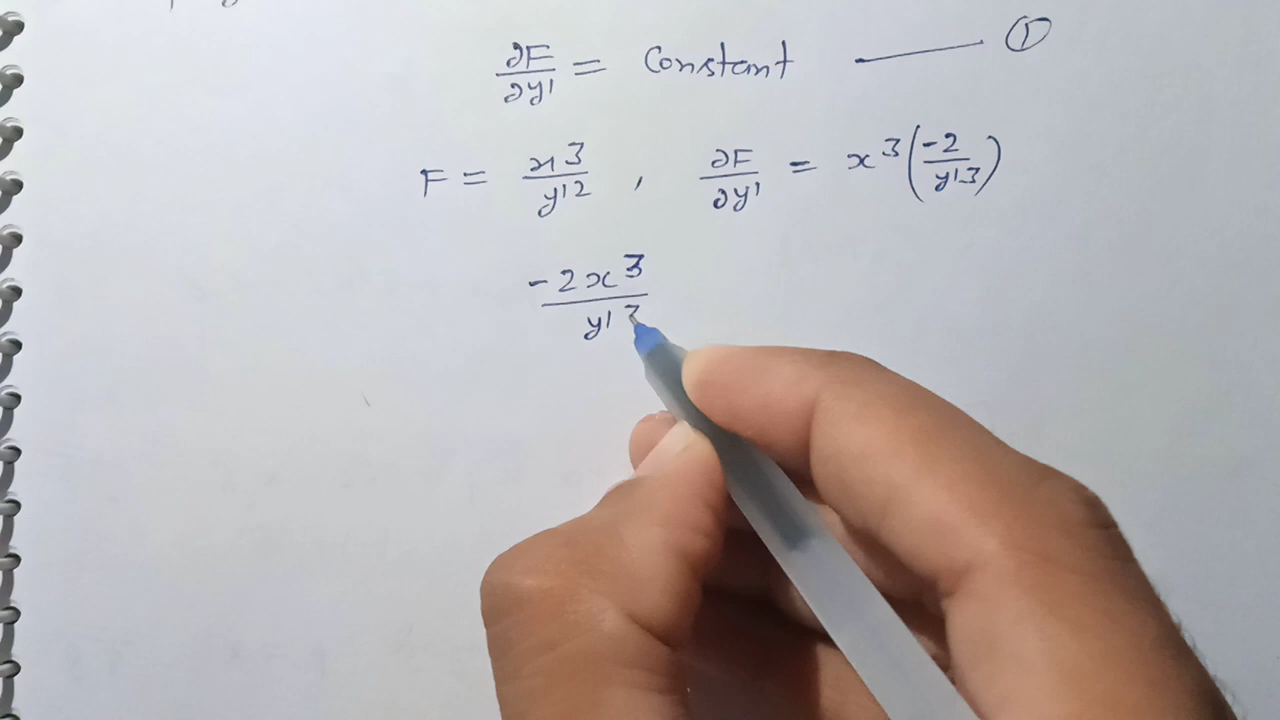 ∂F/∂y' = Constant —— ①
F = x³/y'² , ∂F/∂y' = x³(-2/y'³)
-2x³/y'³